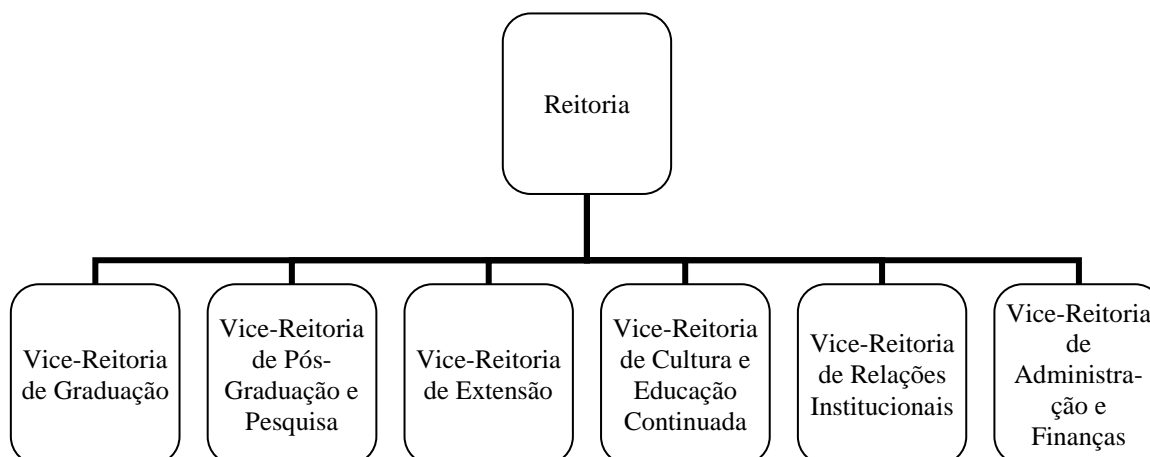 Reitoria
Vice-Reitoria
de Graduação
Vice-Reitoria
de Pós-
Graduação e
Pesquisa
Vice-Reitoria
de Extensão
Vice-Reitoria
de Cultura e
Educação
Continuada
Vice-Reitoria
de Relações
Institucionais
Vice-Reitoria
de
Administra-
ção e
Finanças